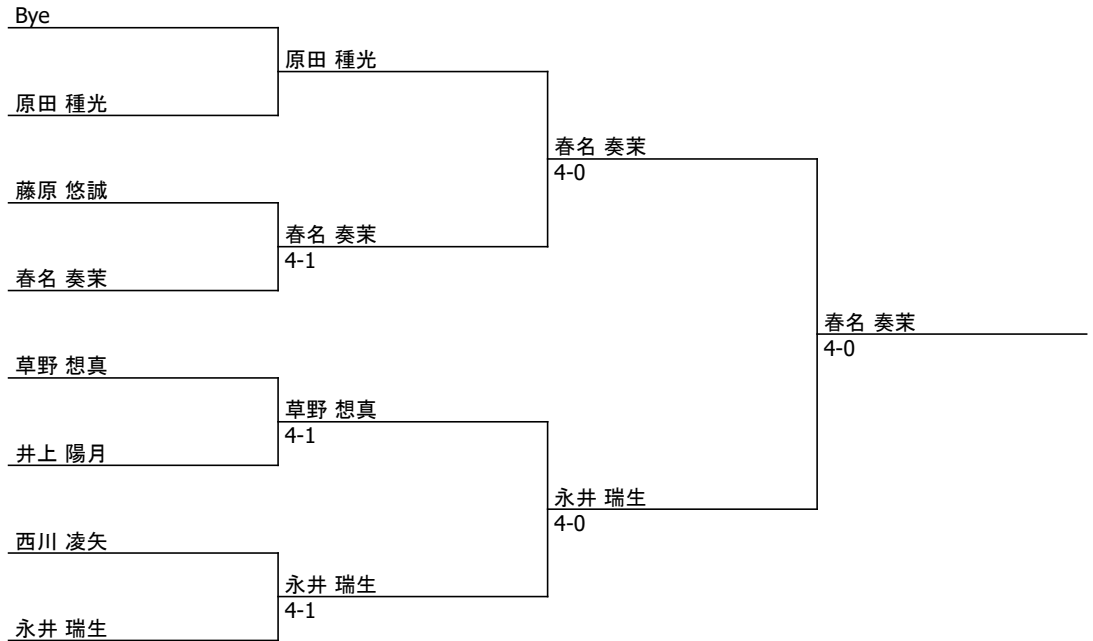 Bye
原田 種光
原田 種光
春名 奏茉
4-0
藤原 悠誠
春名 奏茉
4-1
春名 奏茉
春名 奏茉
4-0
草野 想真
草野 想真
4-1
井上 陽月
永井 瑞生
4-0
西川 凌矢
永井 瑞生
4-1
永井 瑞生